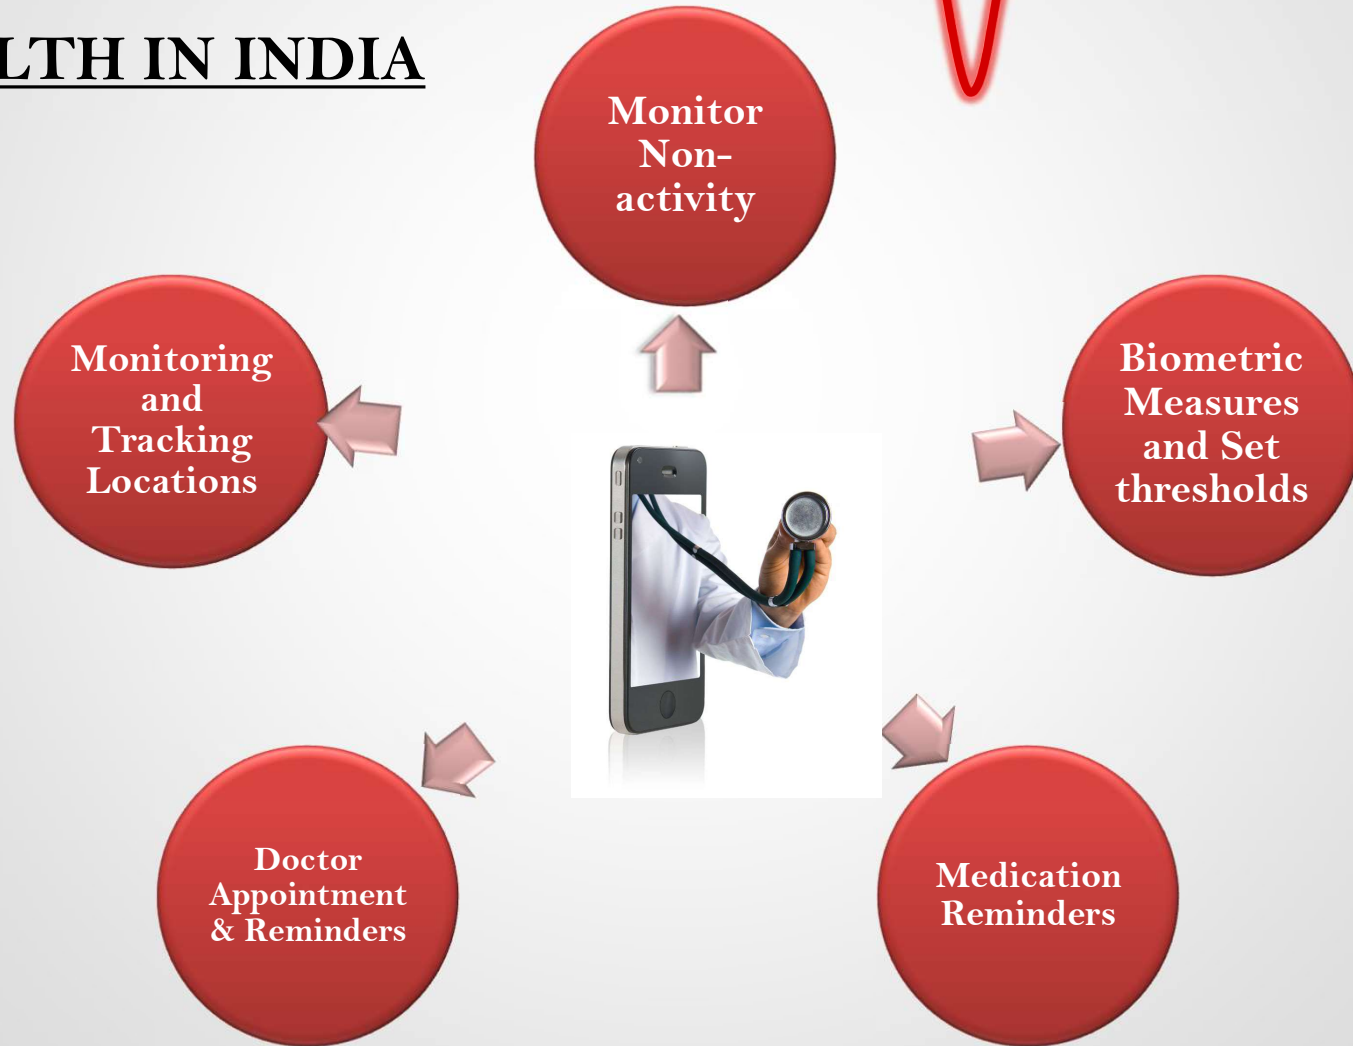 LTH IN INDIA
Monitor
Non-
activity
Monitoring
and
Tracking
Locations
Biometric
Measures
and Set
thresholds
Doctor
Appointment
& Reminders
Medication
Reminders